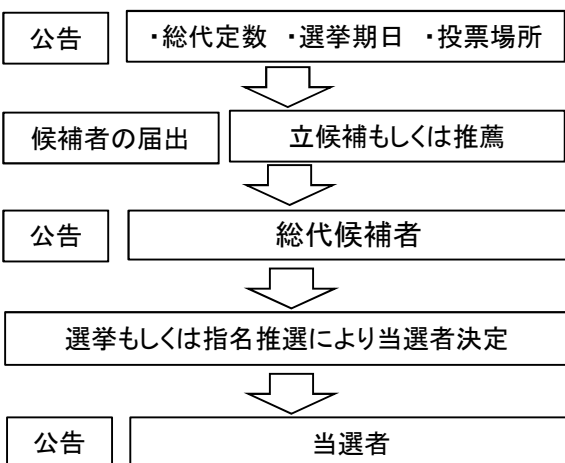 公告 ・総代定数 ・選挙期日 ・投票場所
候補者の届出 立候補もしくは推薦
公告 総代候補者
選挙もしくは指名推選により当選者決定
公告 当選者